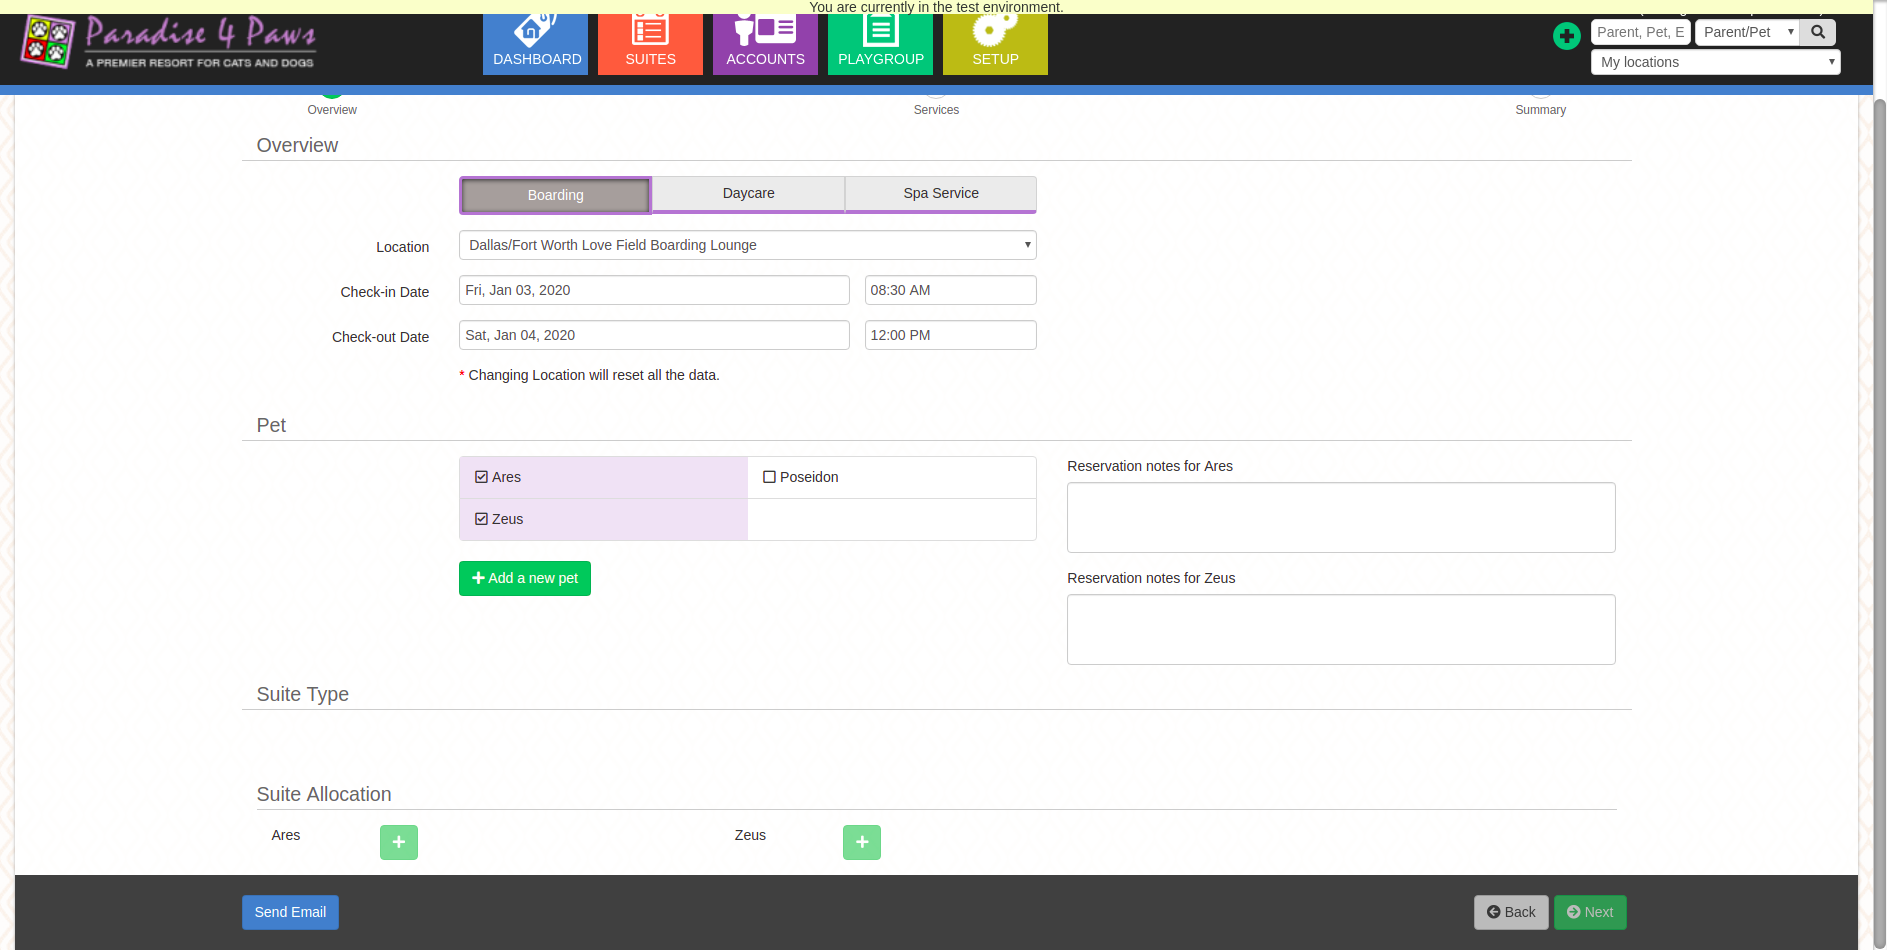 You are currently in the test environment.
Paradise 4 Paws
A PREMIER RESORT FOR CATS AND DOGS
DASHBOARD
SUITES
ACCOUNTS
PLAYGROUP
SETUP
Parent, Pet, E
Parent/Pet
My locations
Overview
Services
Summary
Overview
Boarding
Daycare
Spa Service
Location
Dallas/Fort Worth Love Field Boarding Lounge
Check-in Date
Fri, Jan 03, 2020
08:30 AM
Check-out Date
Sat, Jan 04, 2020
12:00 PM
* Changing Location will reset all the data.
Pet
Ares
Poseidon
Zeus
Add a new pet
Reservation notes for Ares
Reservation notes for Zeus
Suite Type
Suite Allocation
Ares
Zeus
Send Email
Back
Next